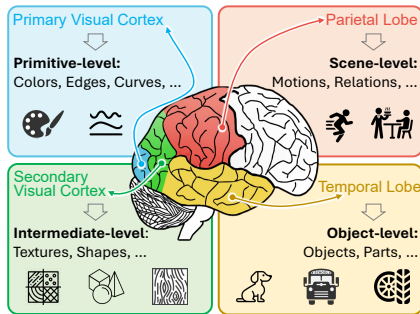 Primary Visual Cortex
Primitive-level:
Colors, Edges, Curves, ...
Parietal Lobe
Scene-level:
Motions, Relations, ...
Secondary
Visual Cortex
Intermediate-level:
Textures, Shapes, ...
Temporal Lobe
Object-level:
Objects, Parts, ...